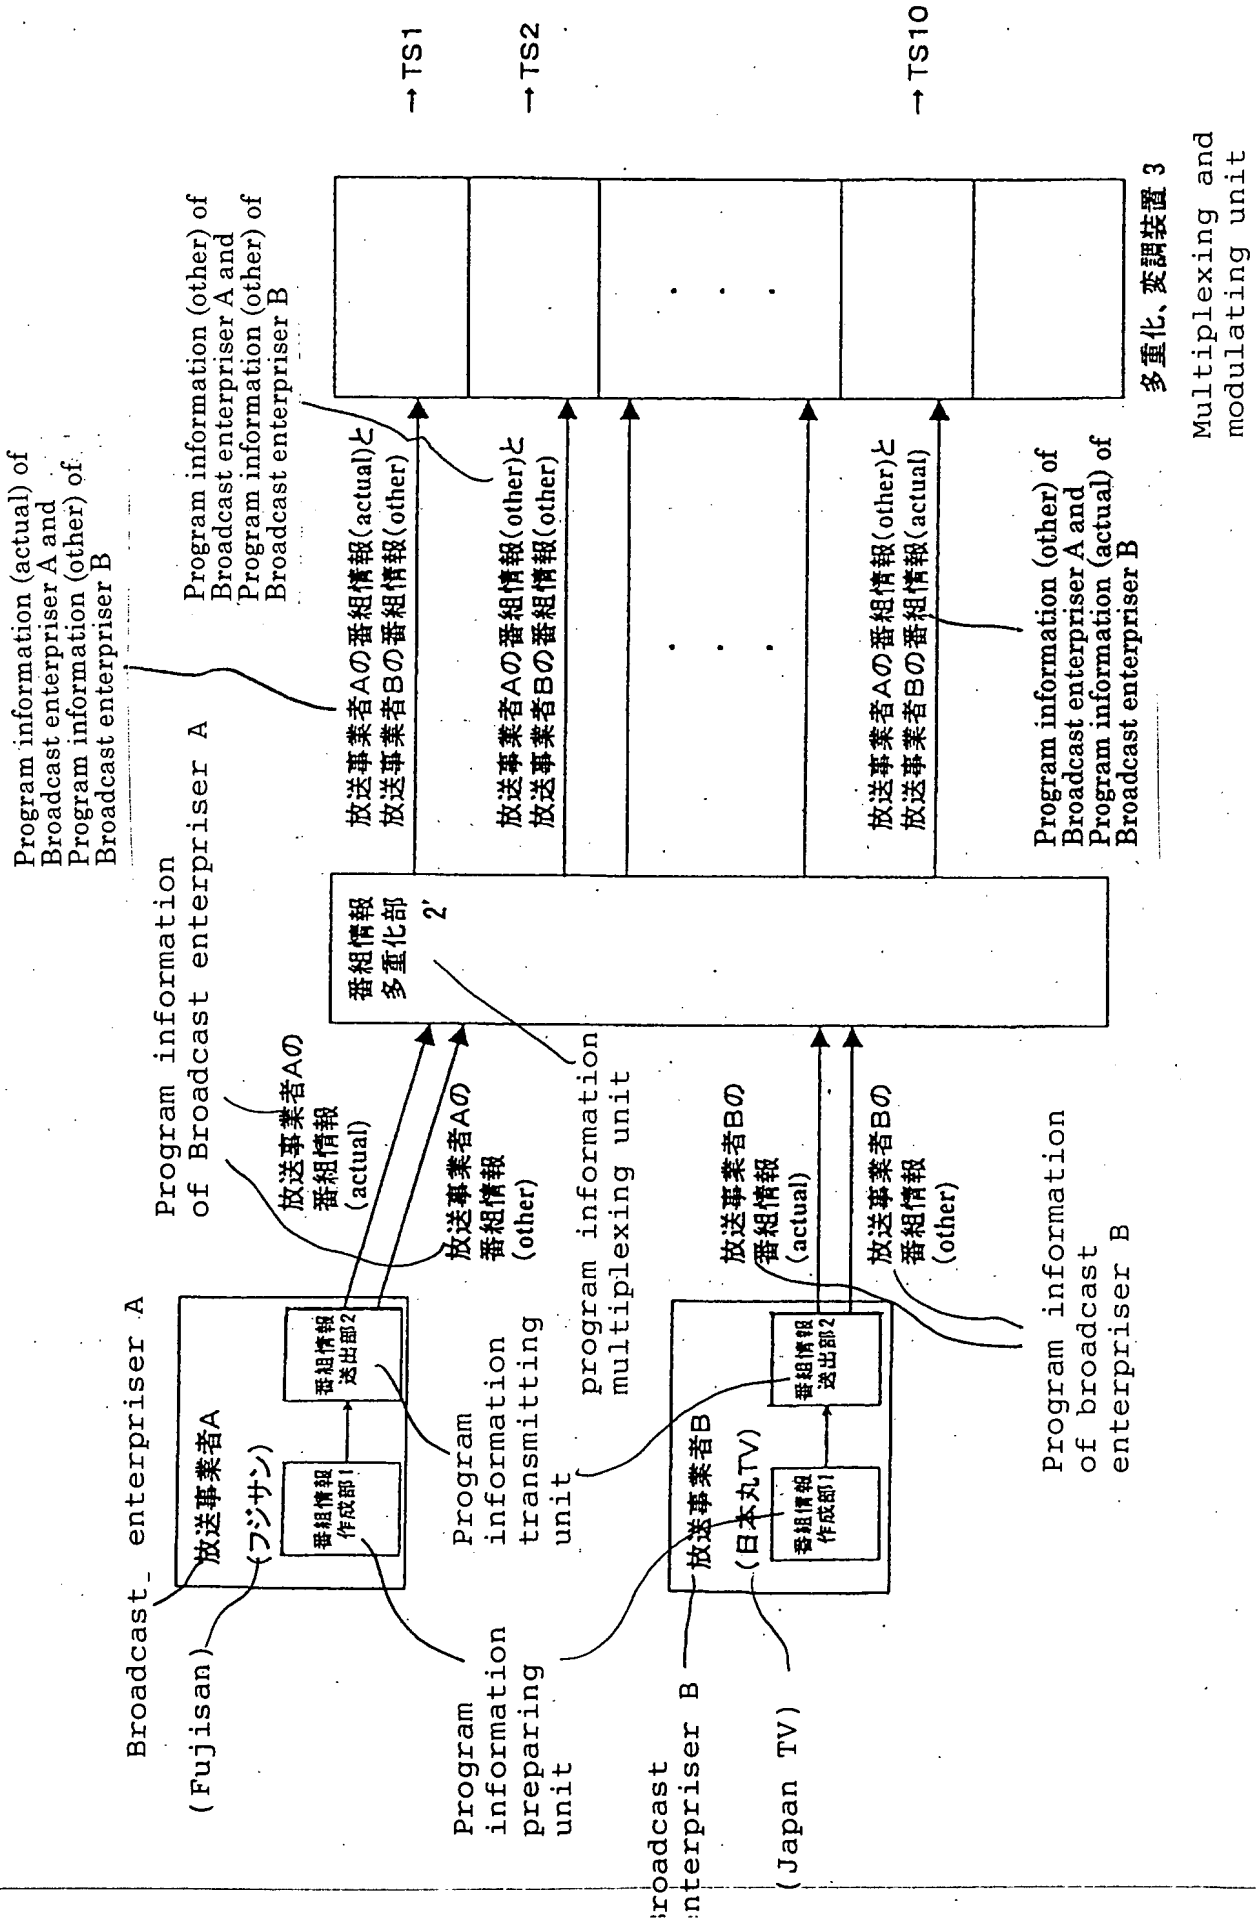 Broadcast_ enterpriser A
(Fujisan)
放送事業者A
(フジサン)
番組情報
作成部1
番組情報
送出部2
Program
information
preparing
unit
Program
information
transmitting
unit
roadcast
nterpriser B
(Japan TV)
放送事業者B
(日本丸TV)
番組情報
作成部1
番組情報
送出部2
Program information
of Broadcast enterpriser A
放送事業者Aの
番組情報
(actual)
放送事業者Aの
番組情報
(other)
program information
multiplexing unit
放送事業者Bの
番組情報
(actual)
放送事業者Bの
番組情報
(other)
Program information
of broadcast
enterpriser B
番組情報
多重化部
2'
Program information (actual) of
Broadcast enterpriser A and
Program information (other) of
Broadcast enterpriser B
放送事業者Aの番組情報(actual)と
放送事業者Bの番組情報(other)
Program information (other) of
Broadcast enterpriser A and
Program information (other) of
Broadcast enterpriser B
放送事業者Aの番組情報(other)と
放送事業者Bの番組情報(other)
放送事業者Aの番組情報(other)と
放送事業者Bの番組情報(actual)
Program information (other) of
Broadcast enterpriser A and
Program information (actual) of
Broadcast enterpriser B
多重化、変調装置 3
Multiplexing and
modulating unit
→TS1
→TS2
→TS10